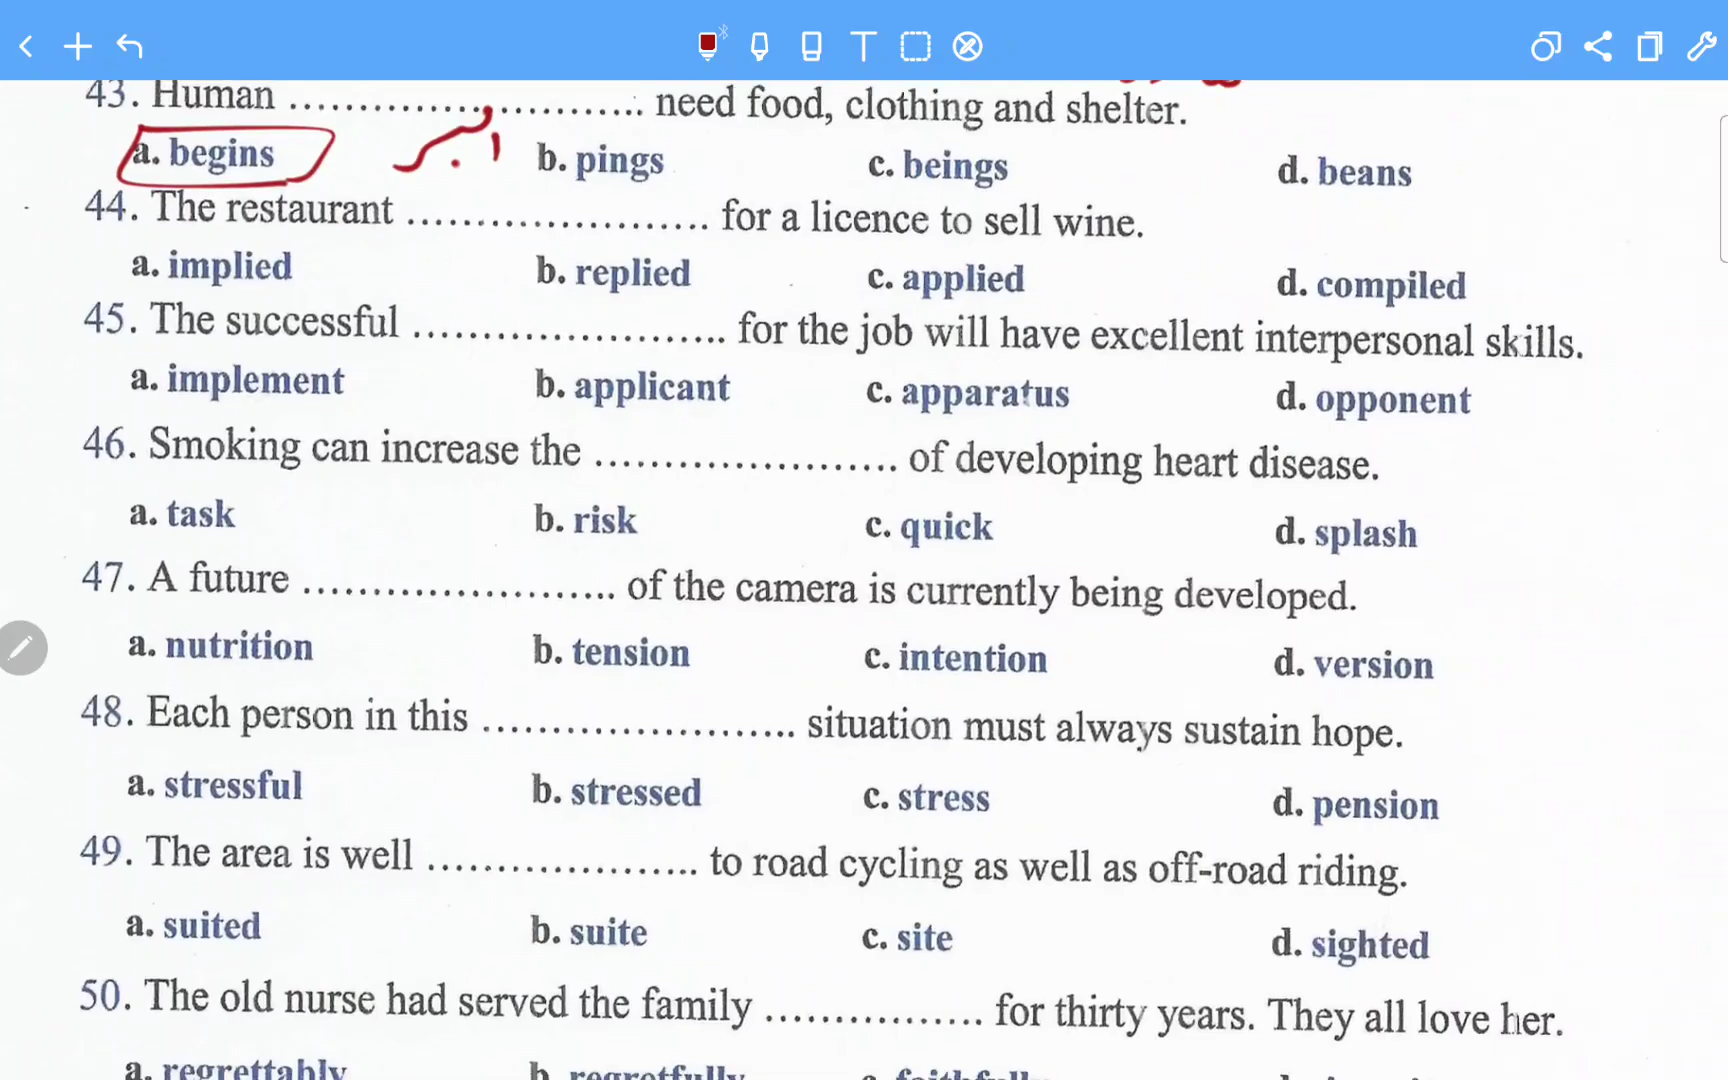 43. Human ........................ need food, clothing and shelter.
a. begins b. pings c. beings d. beans
44. The restaurant ........................ for a licence to sell wine.
a. implied b. replied c. applied d. compiled
45. The successful ........................ for the job will have excellent interpersonal skills.
a. implement b. applicant c. apparatus d. opponent
46. Smoking can increase the ........................ of developing heart disease.
a. task b. risk c. quick d. splash
47. A future ........................ of the camera is currently being developed.
a. nutrition b. tension c. intention d. version
48. Each person in this ........................ situation must always sustain hope.
a. stressful b. stressed c. stress d. pension
49. The area is well ..................... to road cycling as well as off-road riding.
a. suited b. suite c. site d. sighted
50. The old nurse had served the family ................ for thirty years. They all love her.
a. regrettably b. regretfully c. faithfully